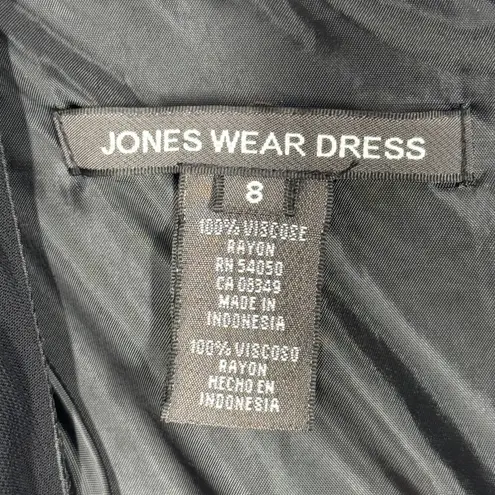 JONES WEAR DRESS
8
100% VISCOSE
RAYON
RN 54050
CA 08349
MADE IN
INDONESIA
100% VISCOSO
RAYON
HECHO EN
INDONESIA